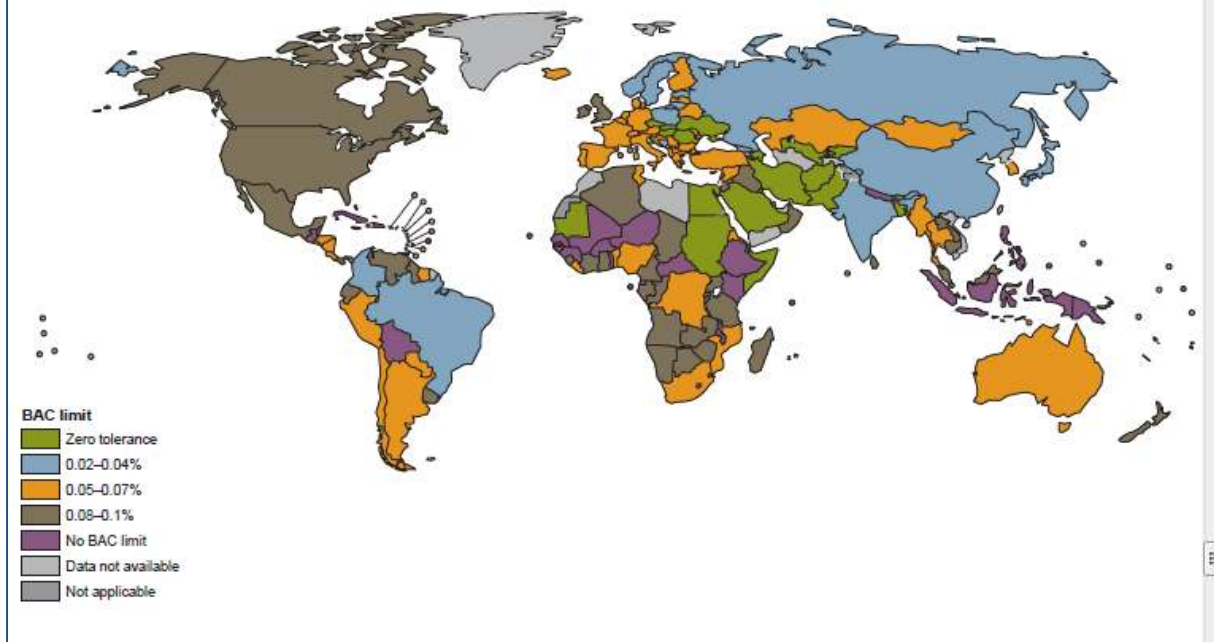 BAC limit
Zero tolerance
0.02–0.04%
0.05–0.07%
0.08–0.1%
No BAC limit
Data not available
Not applicable